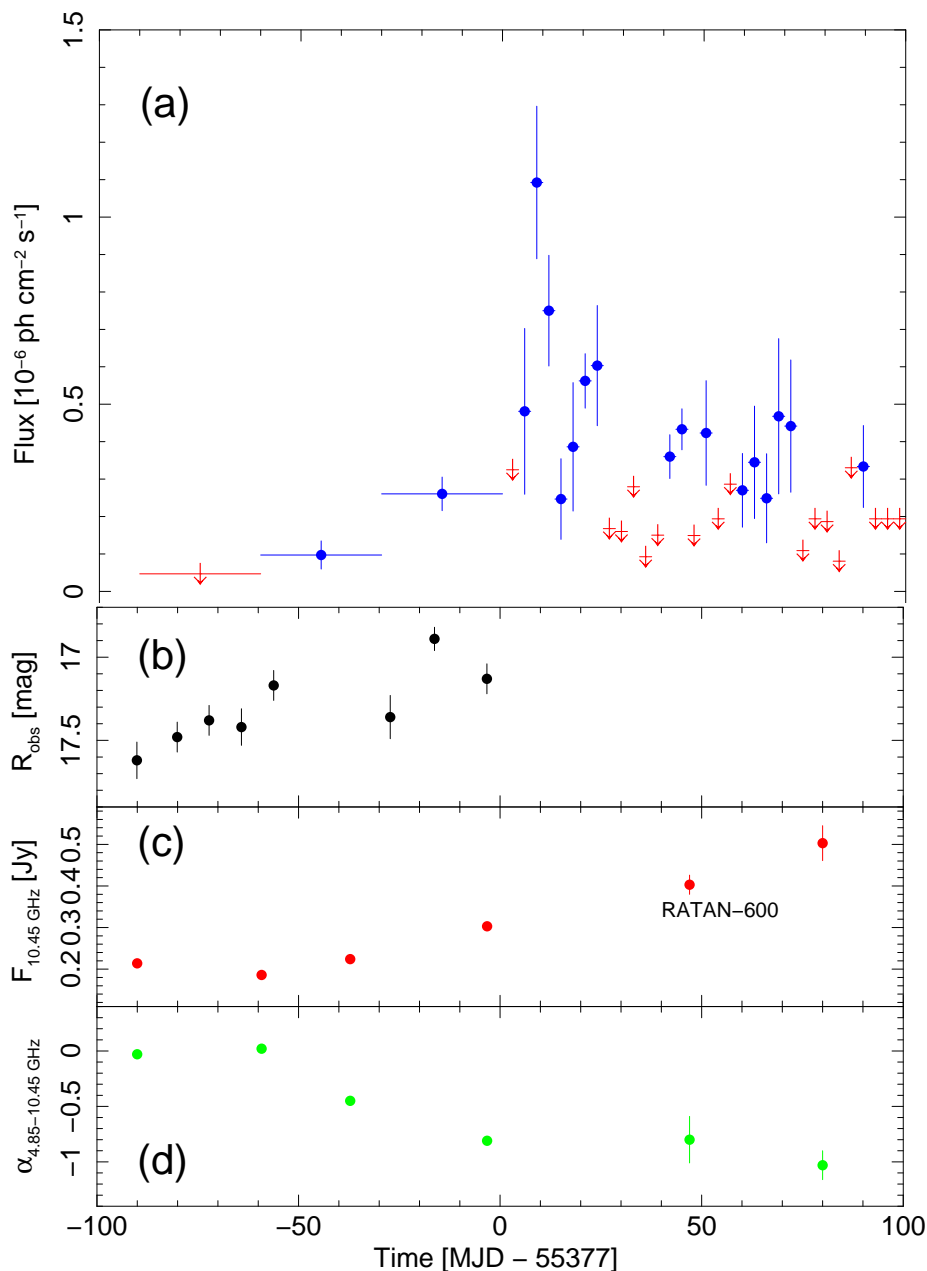 (a)
Flux [10⁻⁶ ph cm⁻² s⁻¹]
1.5
1
0.5
0
(b)
R_obs [mag]
17
17.5
(c)
F_10.45 GHz [Jy]
0.5
0.4
0.3
0.2
RATAN−600
(d)
α_4.85−10.45 GHz
0
−0.5
−1
−100 −50 0 50 100
Time [MJD − 55377]